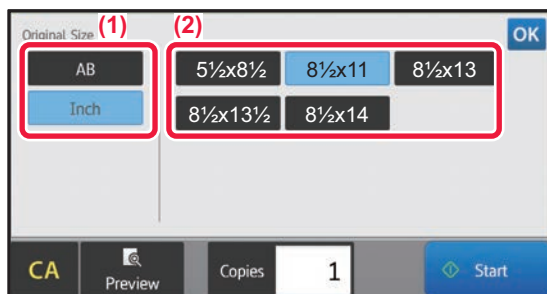 Original Size (1) (2) OK
AB 5½x8½ 8½x11 8½x13
Inch 8½x13½ 8½x14
CA Preview Copies 1 Start